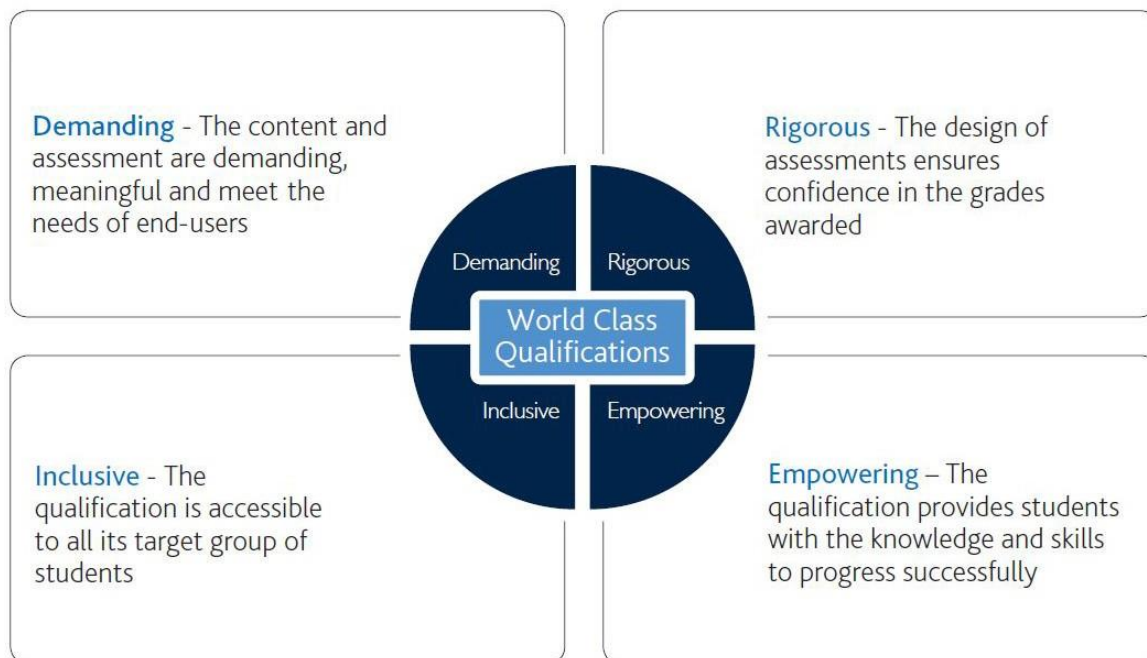 Demanding - The content and
assessment are demanding,
meaningful and meet the
needs of end-users
Rigorous - The design of
assessments ensures
confidence in the grades
awarded
Demanding
Rigorous
World Class
Qualifications
Inclusive
Empowering
Inclusive - The
qualification is accessible
to all its target group of
students
Empowering – The
qualification provides students
with the knowledge and skills
to progress successfully